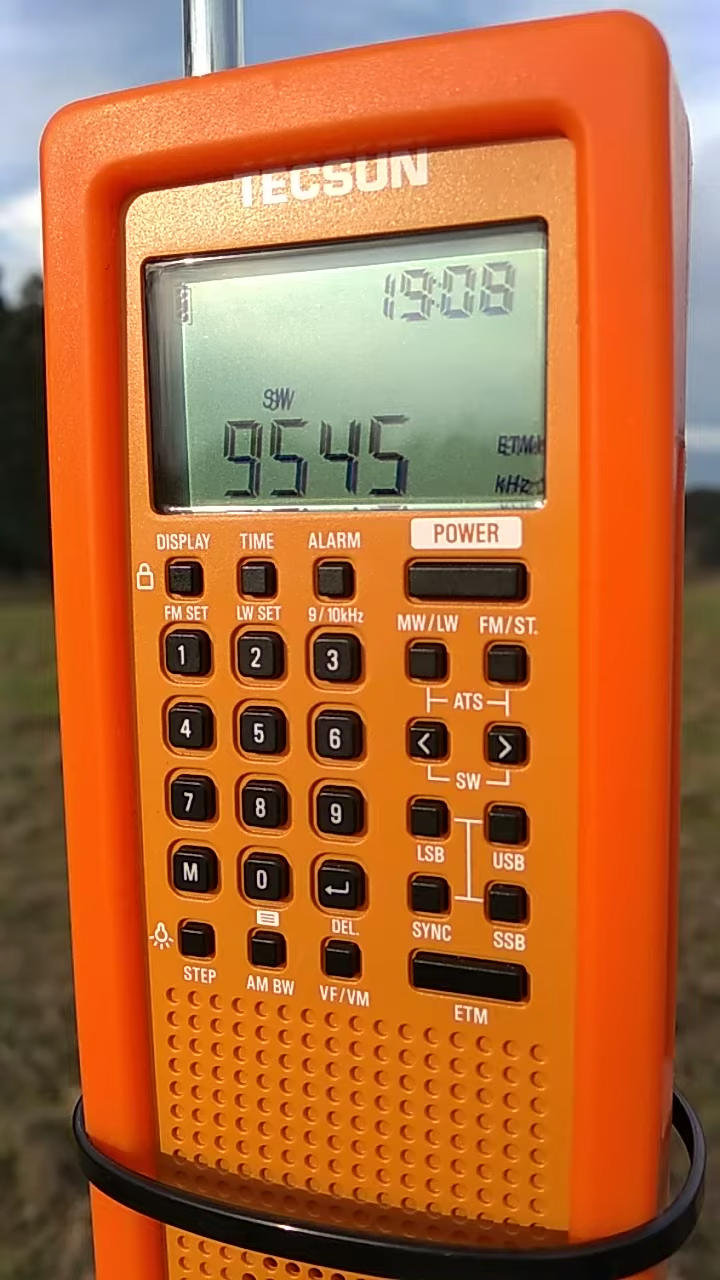 TECSUN
19:08
SW
9545
kHz
DISPLAY TIME ALARM POWER
FM SET LW SET 9/10kHz
MW/LW FM/ST.
1 2 3
ATS
4 5 6 < >
SW
7 8 9
LSB USB
M 0
DEL.
SYNC SSB
STEP AM BW VF/VM
ETM